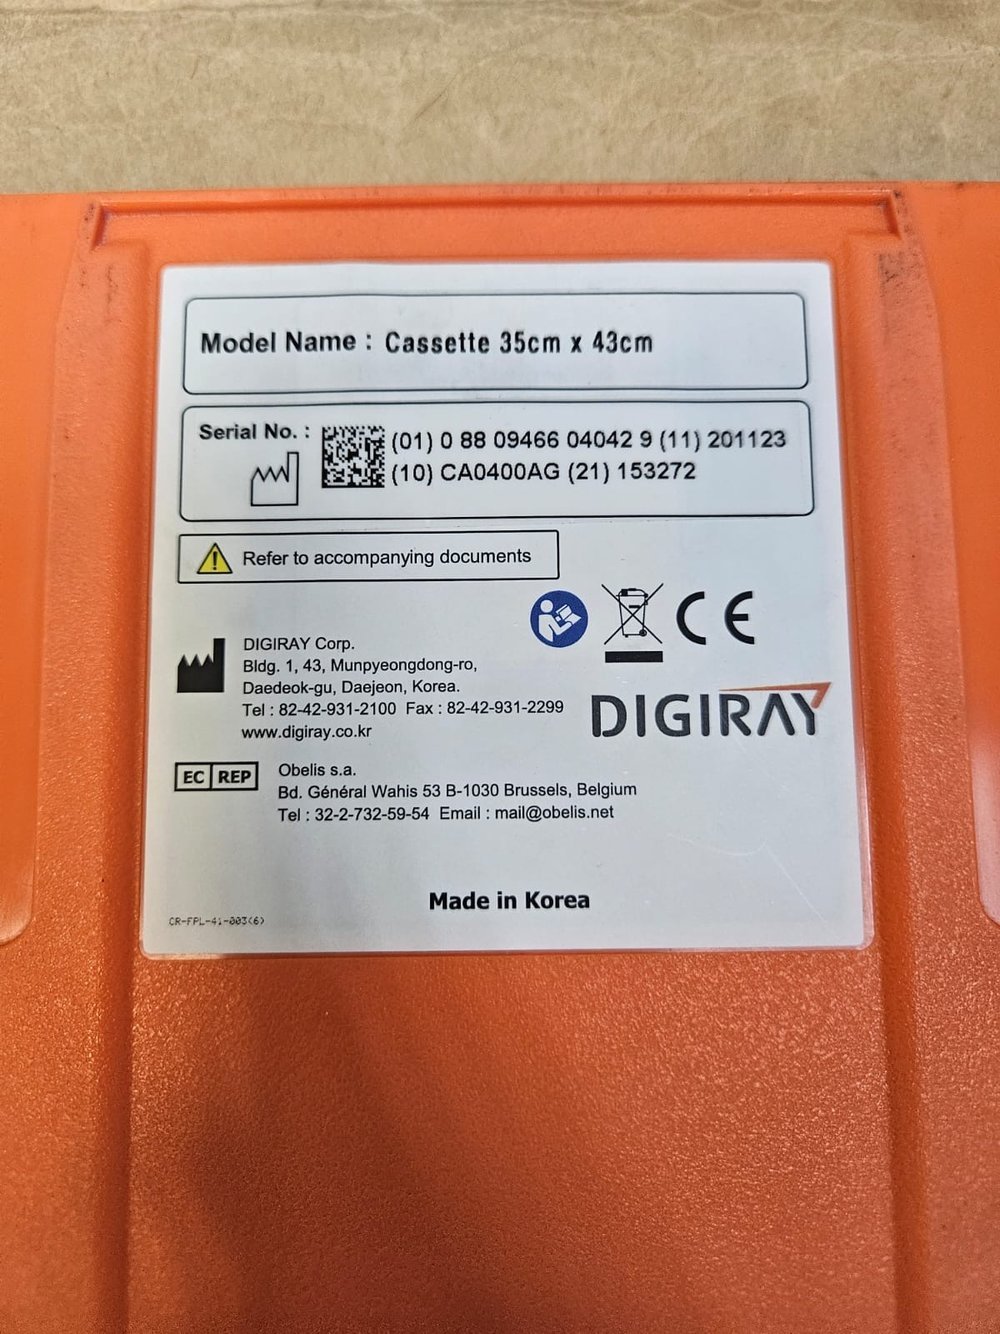 Model Name : Cassette 35cm x 43cm
Serial No. :
(01) 0 88 09466 04042 9 (11) 201123
(10) CA0400AG (21) 153272
Refer to accompanying documents
CE
DIGIRAY Corp.
Bldg. 1, 43, Munpyeongdong-ro,
Daedeok-gu, Daejeon, Korea.
Tel : 82-42-931-2100 Fax : 82-42-931-2299
www.digiray.co.kr
DIGIRAY
EC REP
Obelis s.a.
Bd. Général Wahis 53 B-1030 Brussels, Belgium
Tel : 32-2-732-59-54 Email : mail@obelis.net
Made in Korea
CR-FPL-41-003(6)